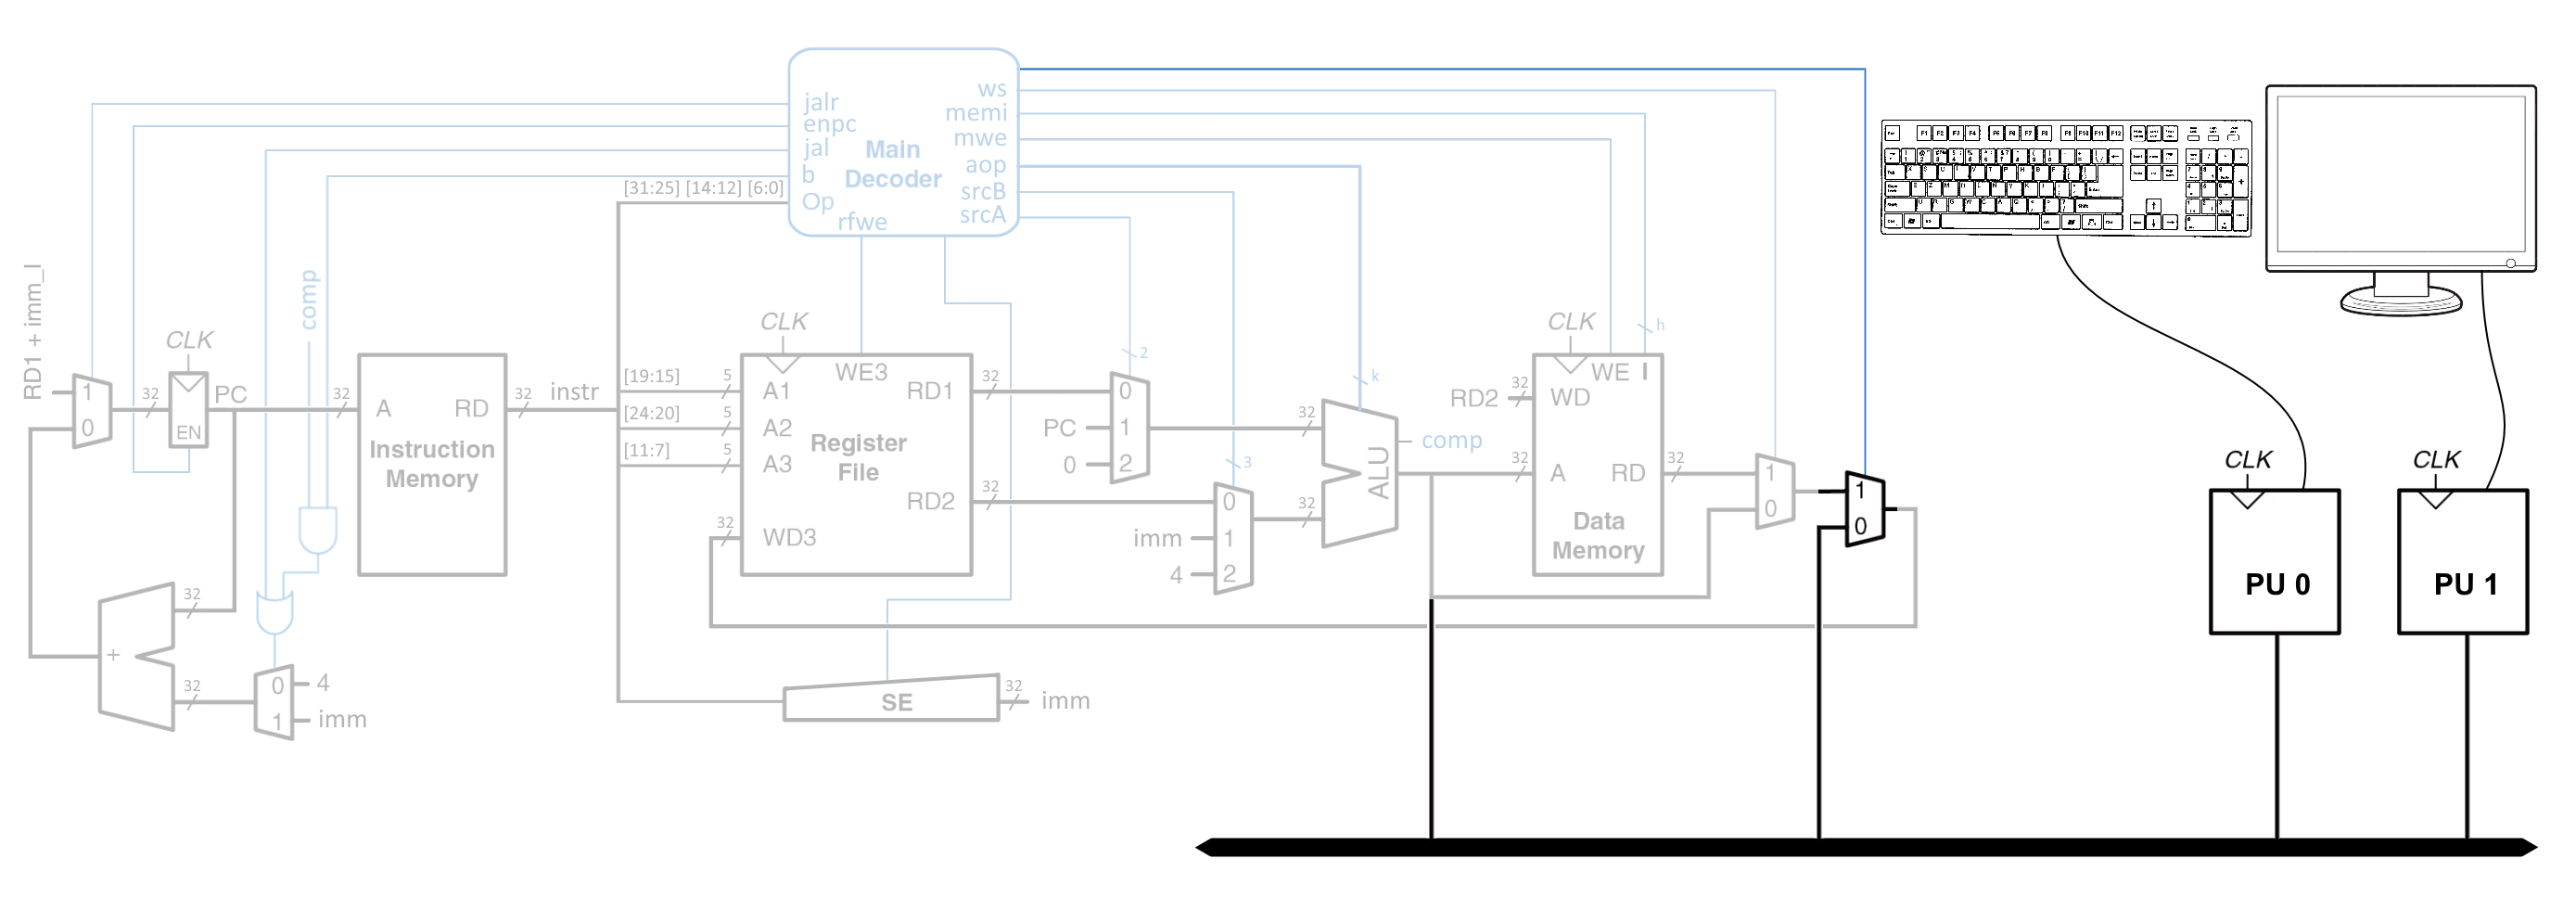 jalr
enpc
jal
b
Op
rfwe
Main
Decoder
ws
memi
mwe
aop
srcB
srcA
[31:25] [14:12] [6:0]
RD1 + imm_I
1
0
32
CLK
PC
EN
comp
32
A
RD
Instruction
Memory
32
instr
[19:15]
5
[24:20]
5
[11:7]
5
CLK
WE3
A1
A2
A3
RD1
RD2
WD3
Register
File
32
32
32
2
0
PC
1
0
2
3
0
imm
1
4
2
32
32
k
ALU
comp
32
CLK
WE I
h
RD2
32
WD
A
RD
Data
Memory
32
1
0
1
0
+
32
32
0
4
1
imm
SE
32
imm
CLK
PU 0
CLK
PU 1